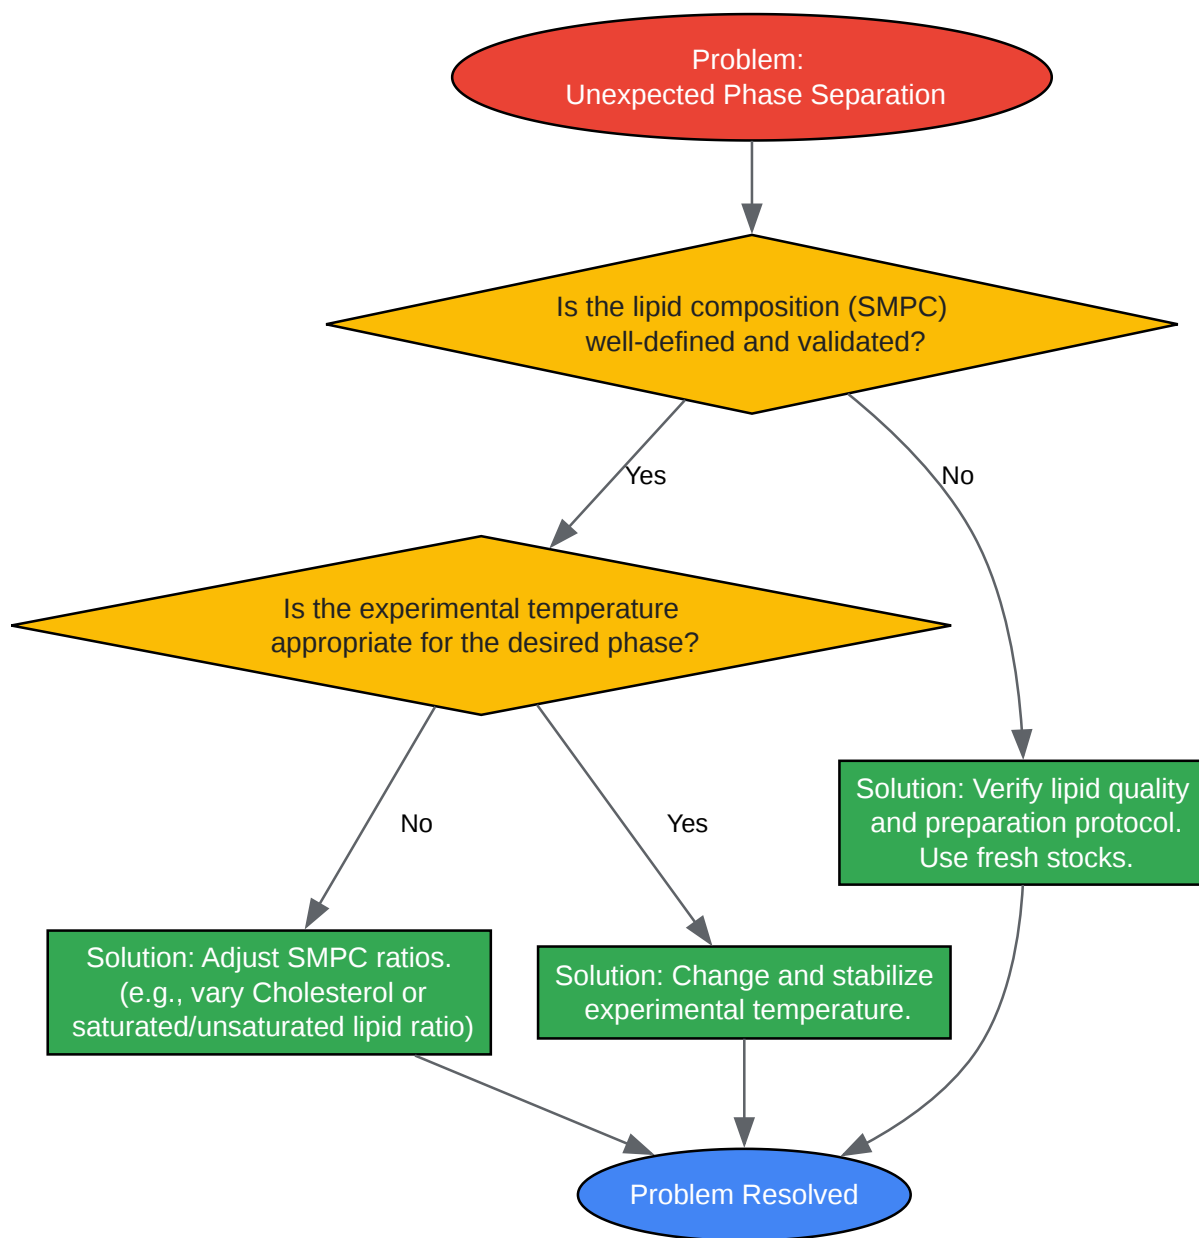 Problem:
Unexpected Phase Separation
Is the lipid composition (SMPC)
well-defined and validated?
Yes
No
Is the experimental temperature
appropriate for the desired phase?
No
Yes
Solution: Verify lipid quality
and preparation protocol.
Use fresh stocks.
Solution: Adjust SMPC ratios.
(e.g., vary Cholesterol or
saturated/unsaturated lipid ratio)
Solution: Change and stabilize
experimental temperature.
Problem Resolved